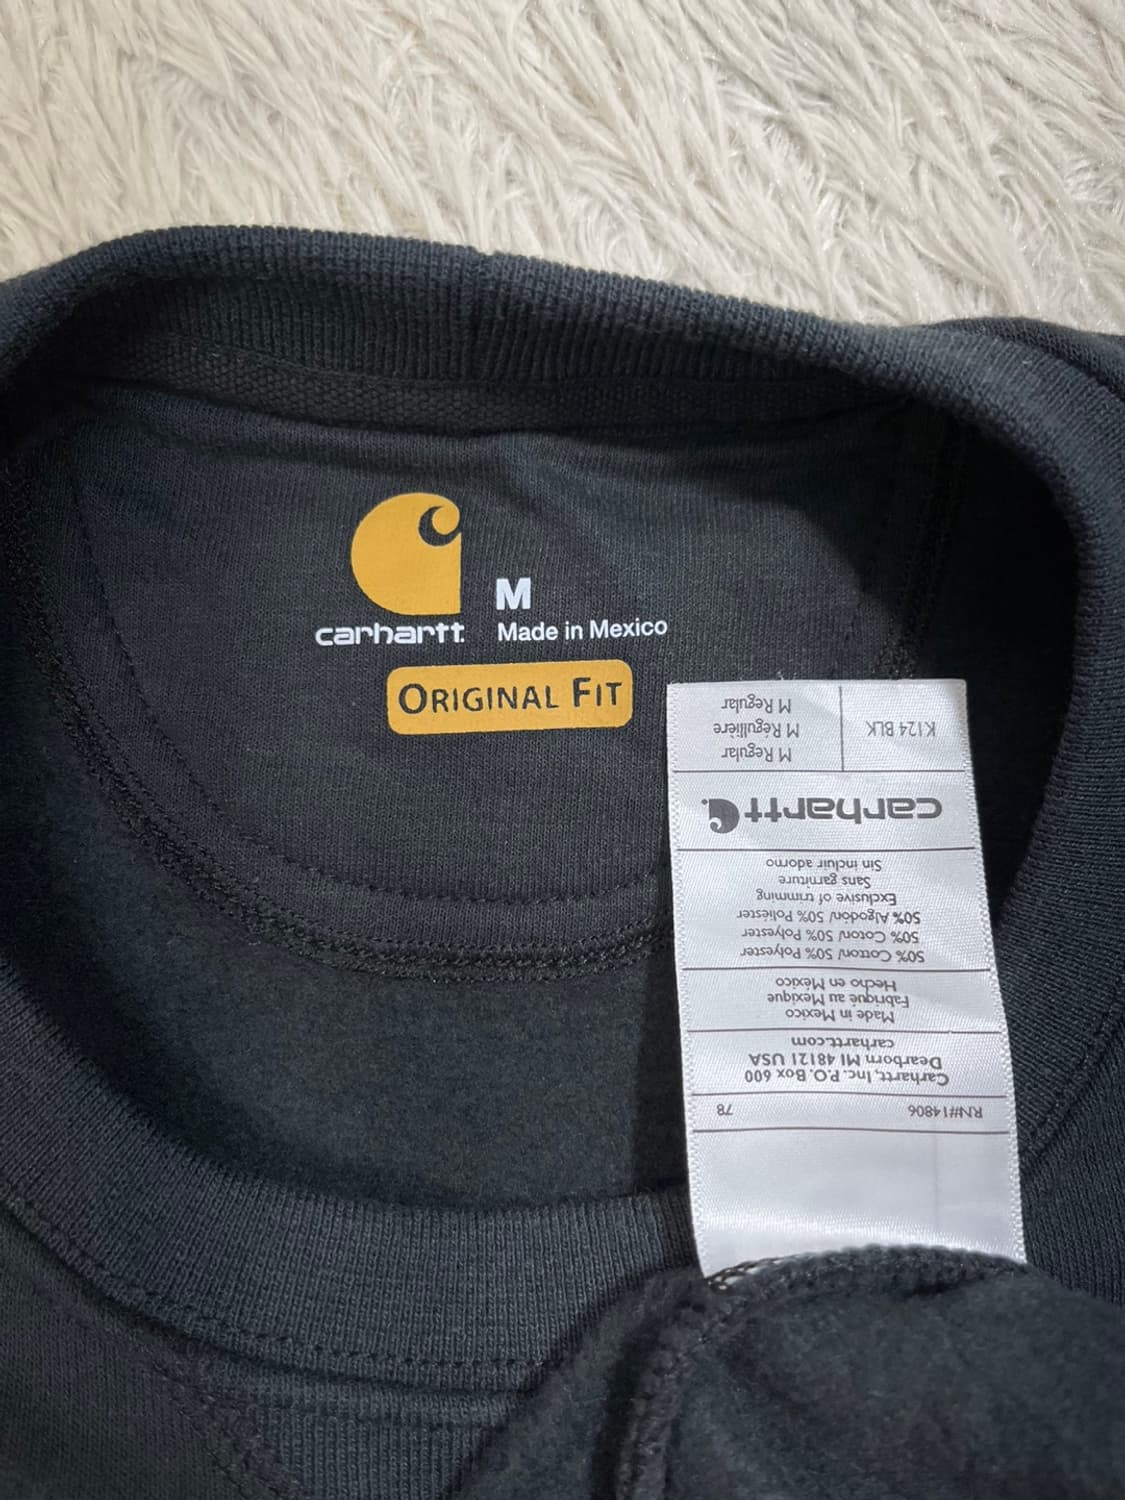 M
carhartt
Made in Mexico
ORIGINAL FIT
RN#14806 78
Carhartt, Inc. P.O. Box 600
Dearborn MI 48121 USA
carhartt.com
Made in Mexico
Fabriqué au Mexique
Hecho en México
50% Cotton/ 50% Polyester
50% Coton/ 50% Polyester
50% Algodón/ 50% Poliéster
Exclusive of trimming
Sans garniture
Sin incluir adorno
carhartt
K124 BLK
M Regular
M Régulière
M Regular